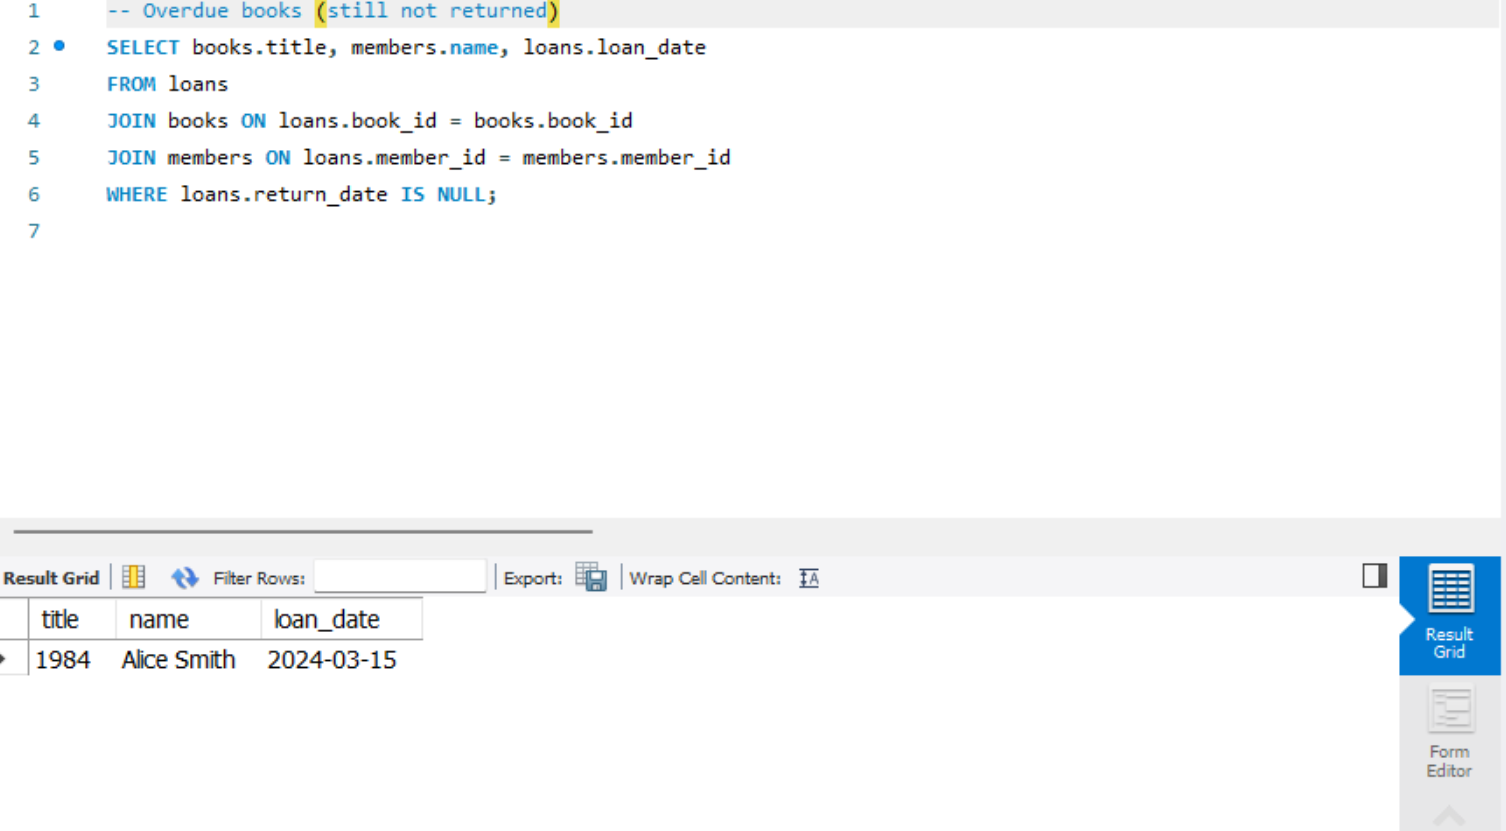 1 -- Overdue books (still not returned)
2 SELECT books.title, members.name, loans.loan_date
3 FROM loans
4 JOIN books ON loans.book_id = books.book_id
5 JOIN members ON loans.member_id = members.member_id
6 WHERE loans.return_date IS NULL;
7
Result Grid Filter Rows: Export: Wrap Cell Content: IA
title name loan_date
1984 Alice Smith 2024-03-15
Result
Grid
Form
Editor